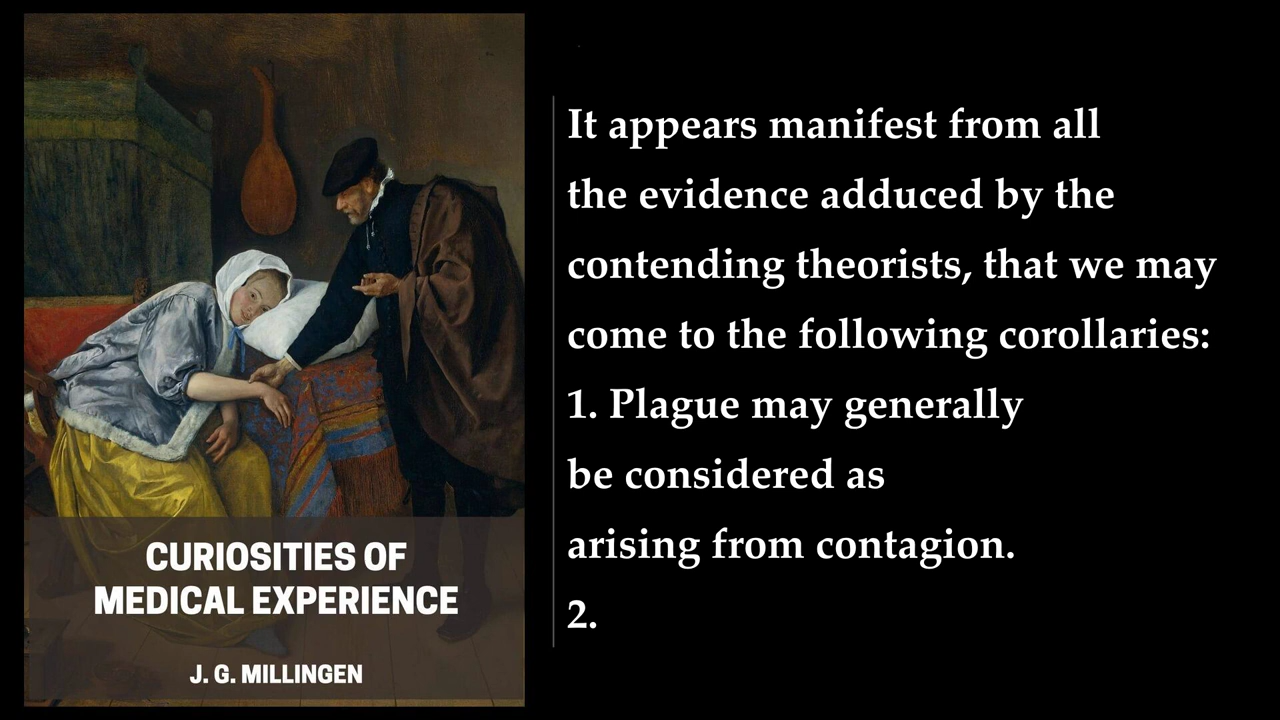 CURIOSITIES OF
MEDICAL EXPERIENCE
J. G. MILLINGEN
It appears manifest from all
the evidence adduced by the
contending theorists, that we may
come to the following corollaries:
1. Plague may generally
be considered as
arising from contagion.
2.